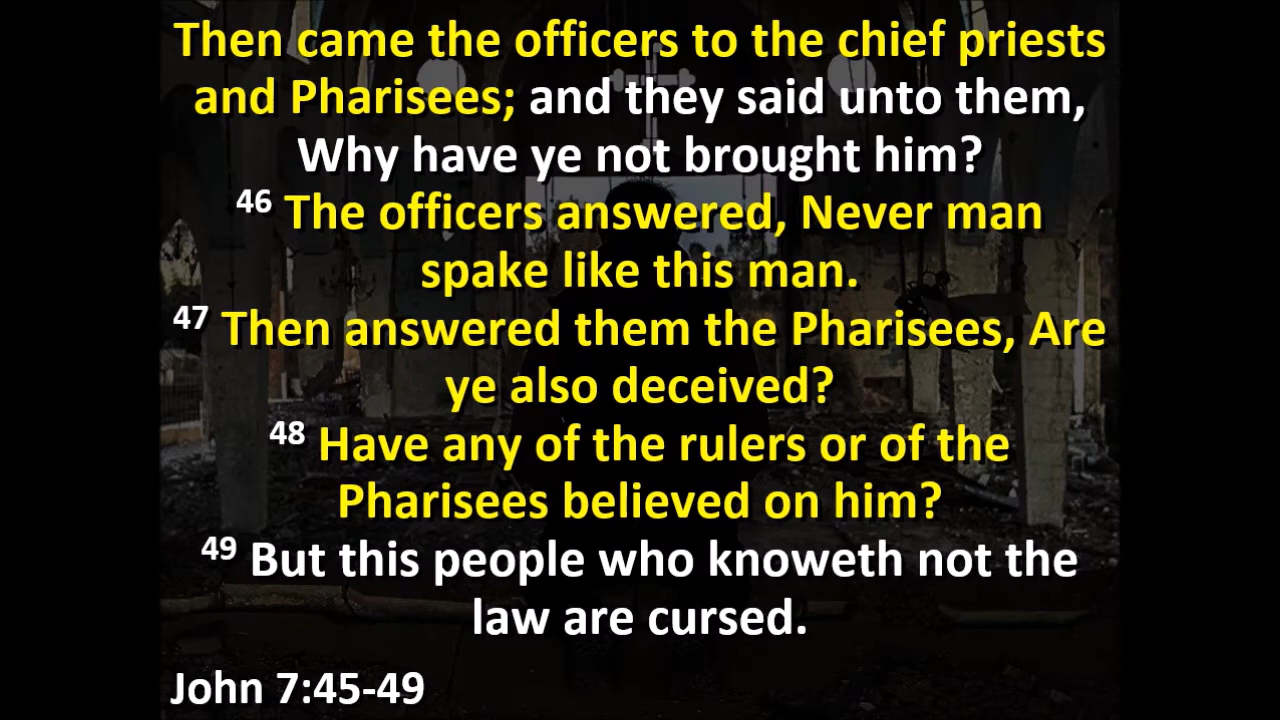 Then came the officers to the chief priests
and Pharisees; and they said unto them,
Why have ye not brought him?
46 The officers answered, Never man
spake like this man.
47 Then answered them the Pharisees, Are
ye also deceived?
48 Have any of the rulers or of the
Pharisees believed on him?
49 But this people who knoweth not the
law are cursed.
John 7:45-49